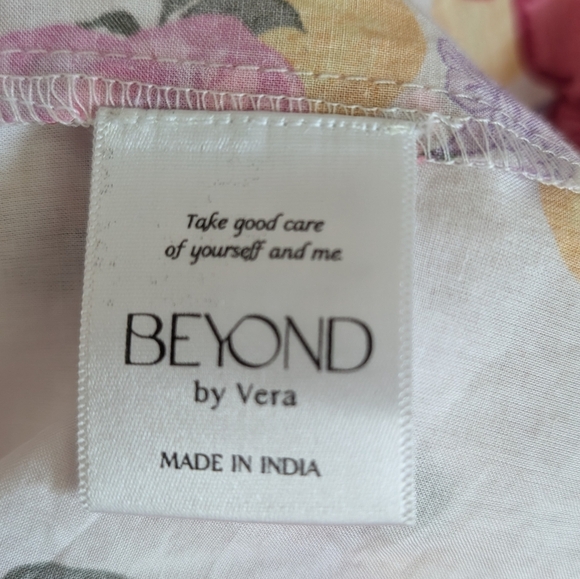 Take good care
of yourself and me
BEYOND
by Vera
MADE IN INDIA